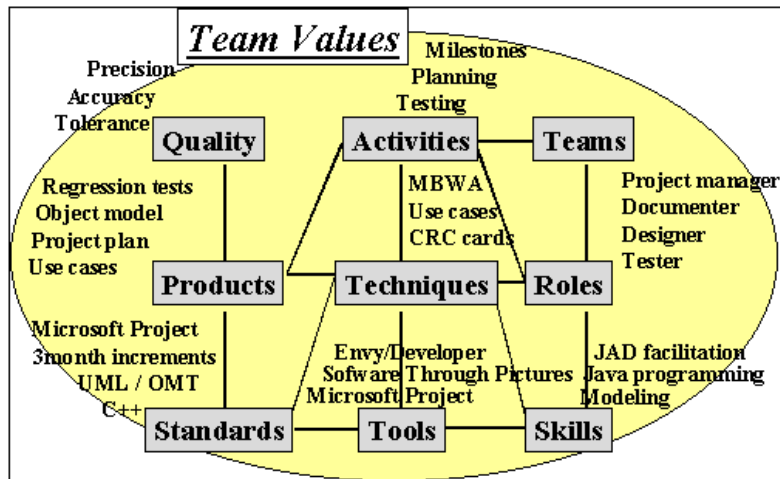 Team Values
Precision
Accuracy
Tolerance
Milestones
Planning
Testing
Quality
Activities
Teams
Regression tests
Object model
Project plan
Use cases
MBWA
Use cases
CRC cards
Project manager
Documenter
Designer
Tester
Products
Techniques
Roles
Microsoft Project
3month increments
UML / OMT
C++
Envy/Developer
Sofware Through Pictures
Microsoft Project
JAD facilitation
Java programming
Modeling
Standards
Tools
Skills